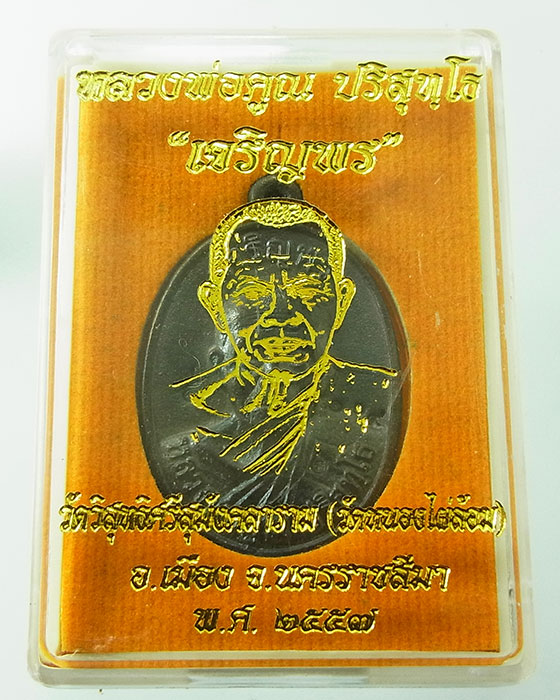 หลวงพ่อคูณ ปริสุทฺโธ
“เจริญพร”
(วัดหนองไผ่ล้อม)
อ.เมือง จ.นครราชสีมา
พ.ศ. ๒๕๕๗